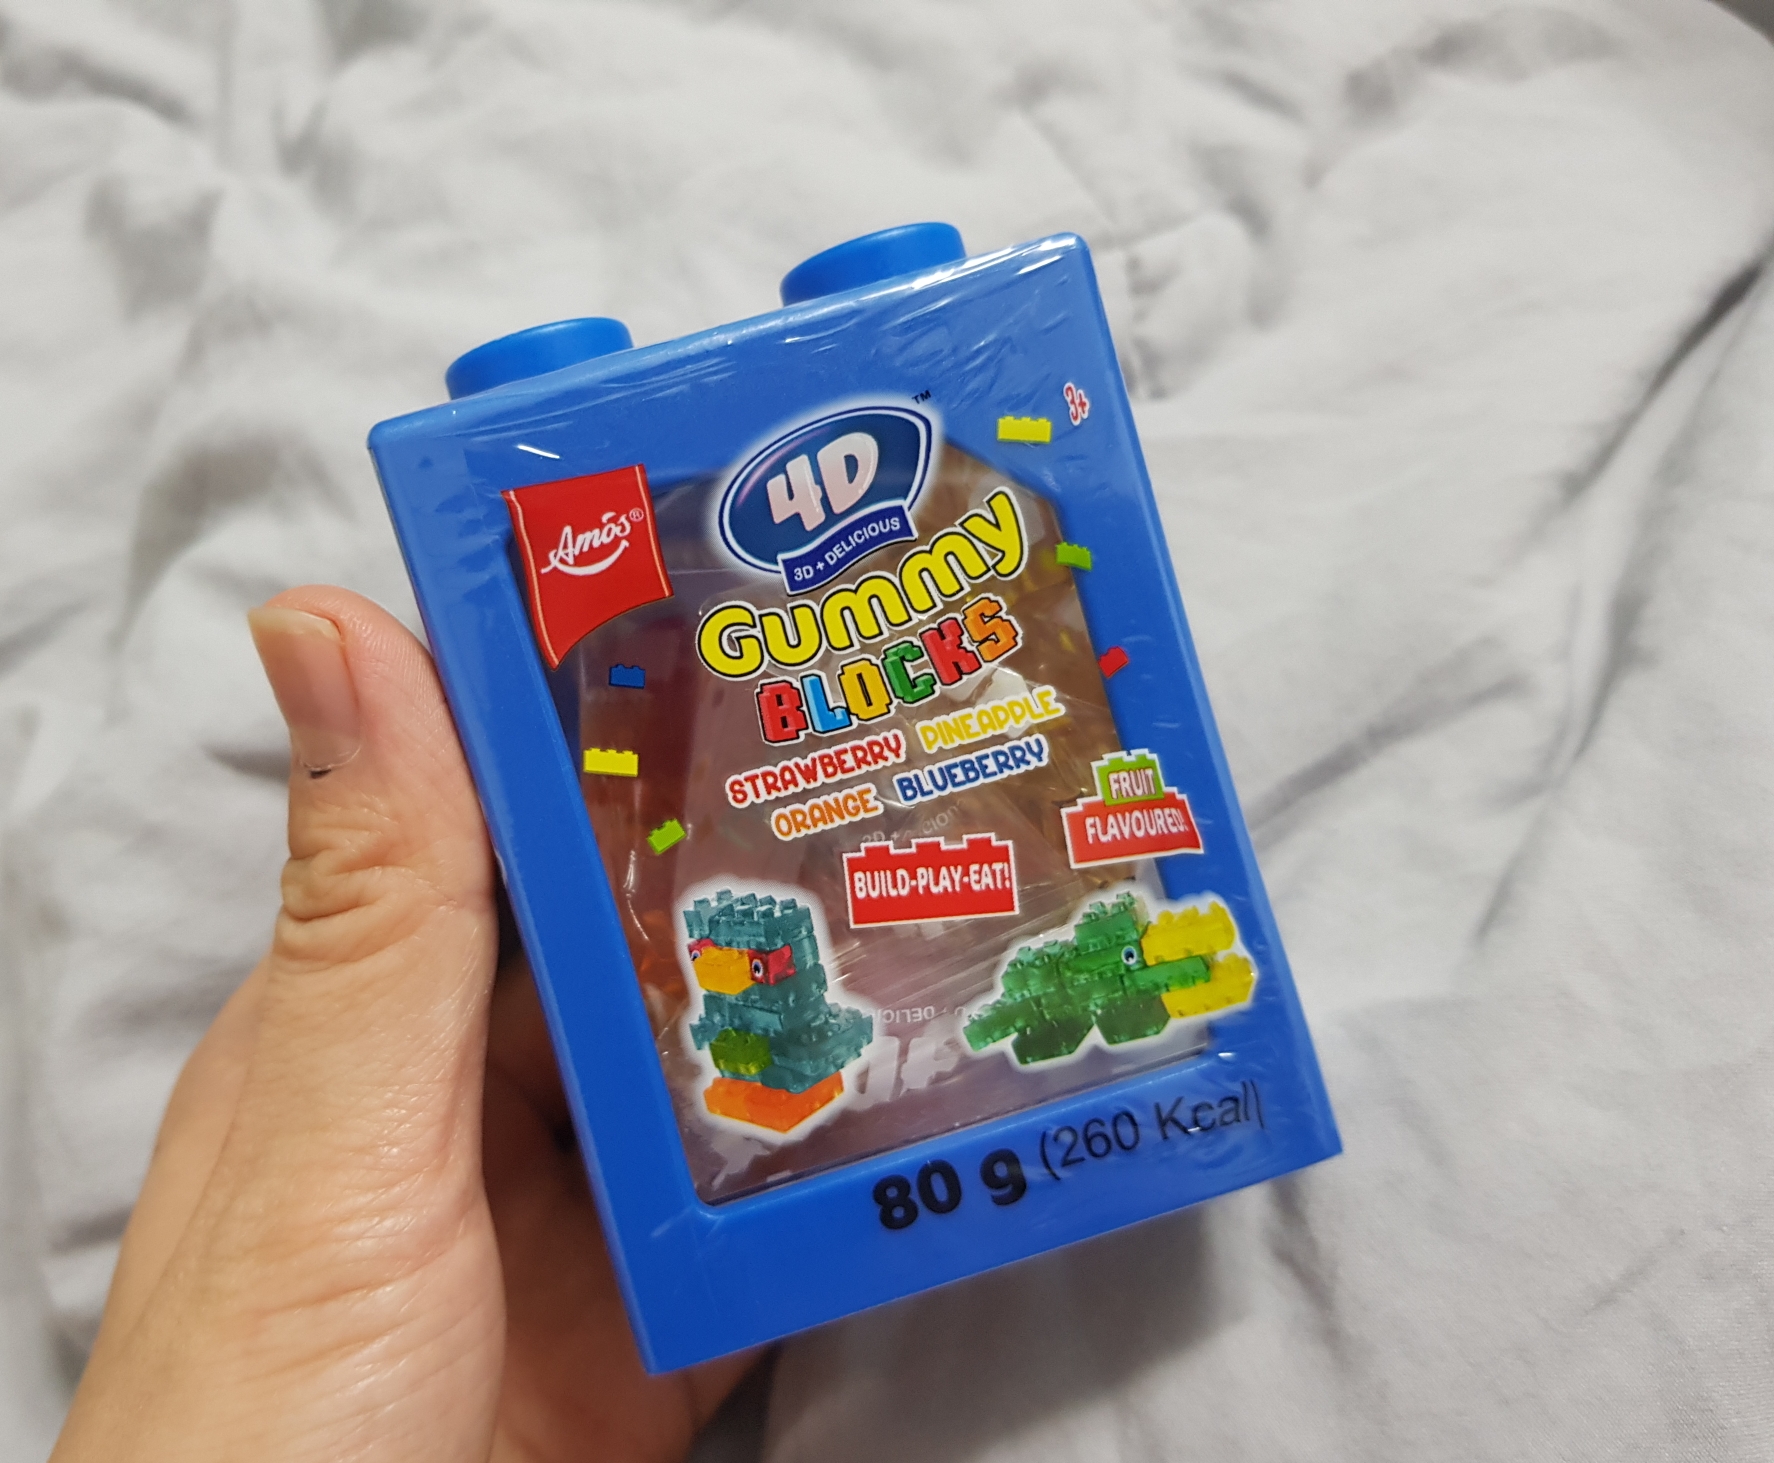 4D™
3+
Amos®
3D + DELICIOUS
Gummy
BLOCKS
STRAWBERRY PINEAPPLE
ORANGE BLUEBERRY
FRUIT
FLAVOURED!
BUILD-PLAY-EAT!
80 g (260 Kcal)